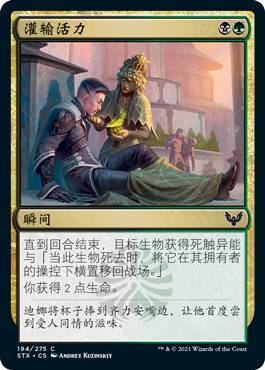 灌输活力
瞬间
直到回合结束，目标生物获得死触异能
与「当此生物死去时，将它在其拥有者
的操控下横置移回战场。」
你获得2点生命。
迪娜将杯子捧到齐力安嘴边，让他首度尝
到受人同情的滋味。
194/275 C
STX • CS Andrey Kuzinskiy
™ & © 2021 Wizards of the Coast